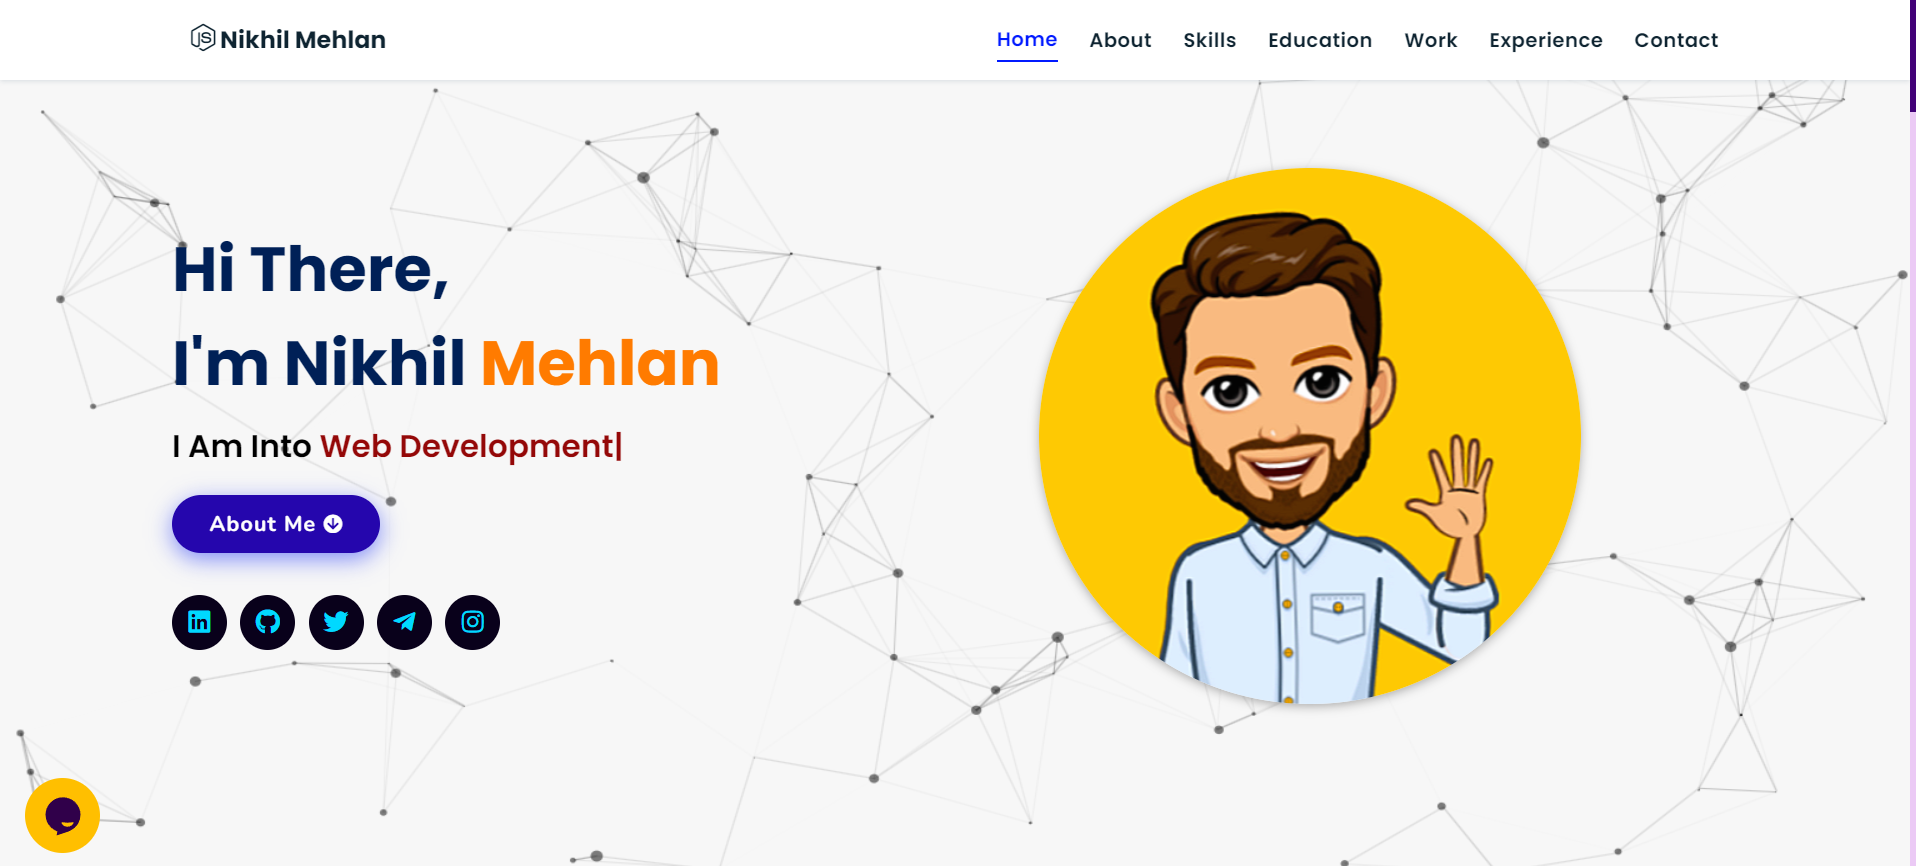 JS Nikhil Mehlan
Home About Skills Education Work Experience Contact
Hi There,
I'm Nikhil Mehlan
I Am Into Web Development|
About Me
in